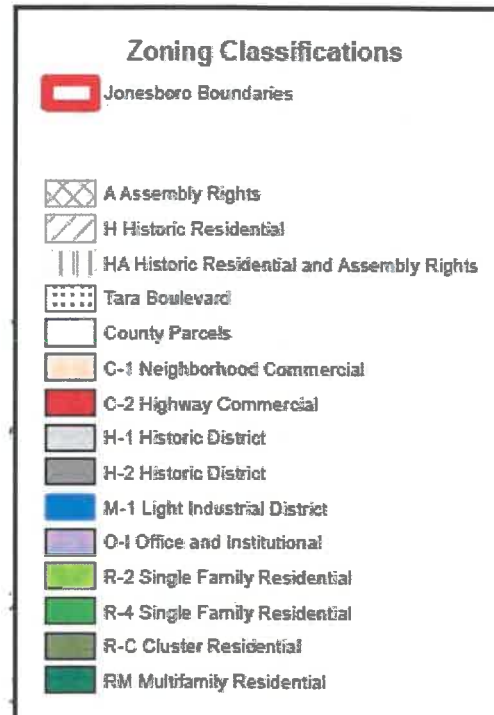 Zoning Classifications
Jonesboro Boundaries
A Assembly Rights
H Historic Residential
HA Historic Residential and Assembly Rights
Tara Boulevard
County Parcels
C-1 Neighborhood Commercial
C-2 Highway Commercial
H-1 Historic District
H-2 Historic District
M-1 Light Industrial District
O-I Office and Institutional
R-2 Single Family Residential
R-4 Single Family Residential
R-C Cluster Residential
RM Multifamily Residential